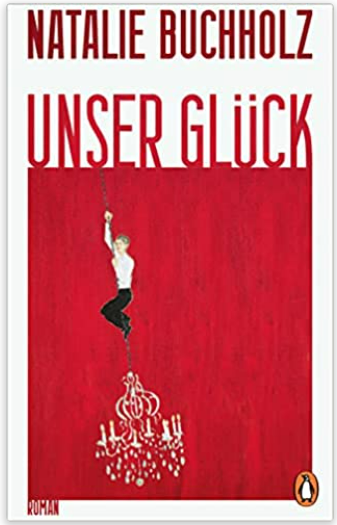 NATALIE BUCHHOLZ
UNSER GLÜCK
ROMAN